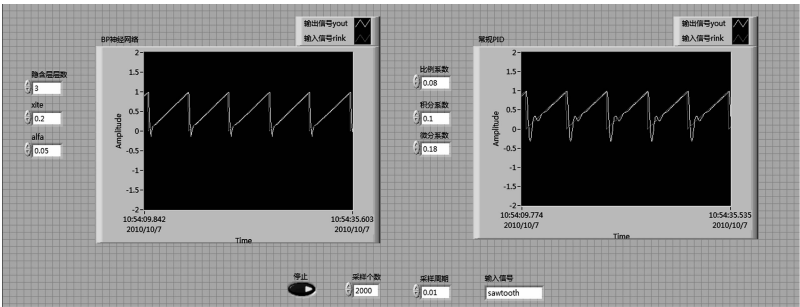 输出信号yout
输入信号rink
BP神经网络
隐含层层数
3
xite
0.2
alfa
0.05
Amplitude
2
1.5
1
0.5
0
-0.5
-1
-1.5
-2
10:54:09.842
2010/10/7
10:54:35.603
2010/10/7
Time
输出信号yout
输入信号rink
常规PID
比例系数
0.08
积分系数
0.1
微分系数
0.18
Amplitude
2
1.5
1
0.5
0
-0.5
-1
-1.5
-2
10:54:09.774
2010/10/7
10:54:35.535
2010/10/7
Time
停止
采样个数
2000
采样周期
0.01
输入信号
sawtooth